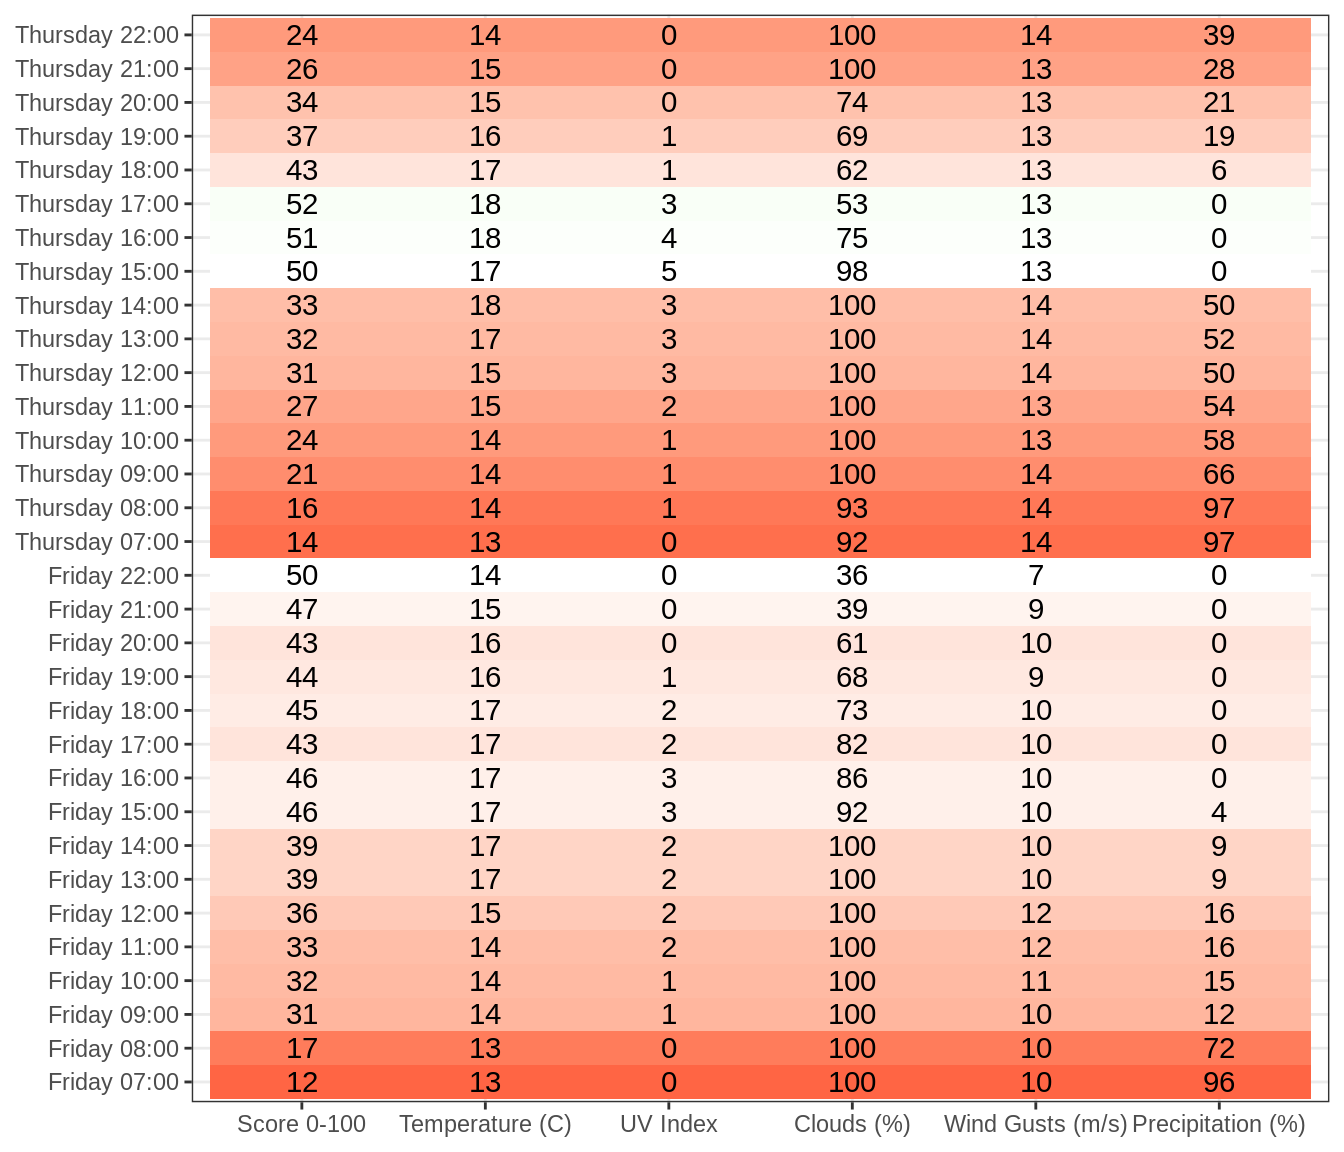 Thursday 22:00 24 14 0 100 14 39
Thursday 21:00 26 15 0 100 13 28
Thursday 20:00 34 15 0 74 13 21
Thursday 19:00 37 16 1 69 13 19
Thursday 18:00 43 17 1 62 13 6
Thursday 17:00 52 18 3 53 13 0
Thursday 16:00 51 18 4 75 13 0
Thursday 15:00 50 17 5 98 13 0
Thursday 14:00 33 18 3 100 14 50
Thursday 13:00 32 17 3 100 14 52
Thursday 12:00 31 15 3 100 14 50
Thursday 11:00 27 15 2 100 13 54
Thursday 10:00 24 14 1 100 13 58
Thursday 09:00 21 14 1 100 14 66
Thursday 08:00 16 14 1 93 14 97
Thursday 07:00 14 13 0 92 14 97
Friday 22:00 50 14 0 36 7 0
Friday 21:00 47 15 0 39 9 0
Friday 20:00 43 16 0 61 10 0
Friday 19:00 44 16 1 68 9 0
Friday 18:00 45 17 2 73 10 0
Friday 17:00 43 17 2 82 10 0
Friday 16:00 46 17 3 86 10 0
Friday 15:00 46 17 3 92 10 4
Friday 14:00 39 17 2 100 10 9
Friday 13:00 39 17 2 100 10 9
Friday 12:00 36 15 2 100 12 16
Friday 11:00 33 14 2 100 12 16
Friday 10:00 32 14 1 100 11 15
Friday 09:00 31 14 1 100 10 12
Friday 08:00 17 13 0 100 10 72
Friday 07:00 12 13 0 100 10 96
Score 0-100 Temperature (C) UV Index Clouds (%) Wind Gusts (m/s) Precipitation (%)